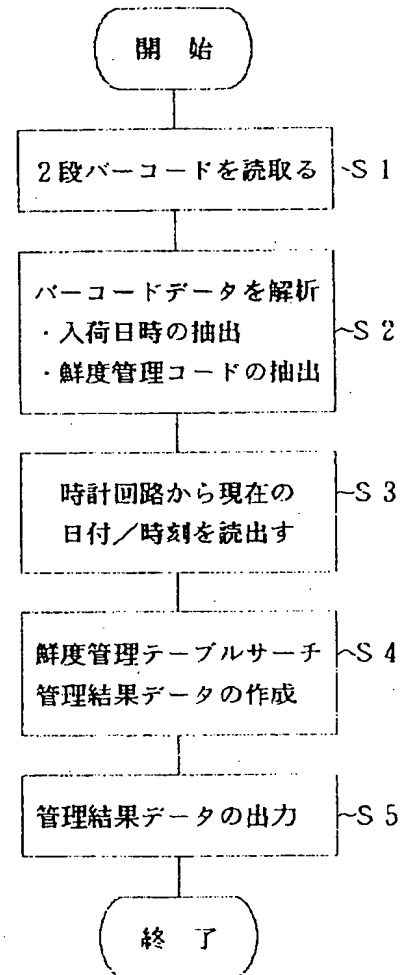 開 始
2段バーコードを読取る ~S1
バーコードデータを解析
・入荷日時の抽出 ~S2
・鮮度管理コードの抽出
時計回路から現在の ~S3
日付／時刻を読出す
鮮度管理テーブルサーチ ~S4
管理結果データの作成
管理結果データの出力 ~S5
終 了